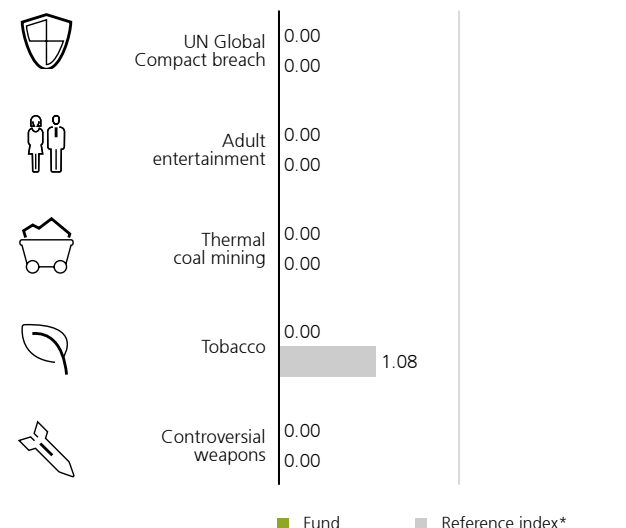 UN Global
Compact breach
0.00
0.00
Adult
entertainment
0.00
0.00
Thermal
coal mining
0.00
0.00
Tobacco
0.00
1.08
Controversial
weapons
0.00
0.00
Fund
Reference index*